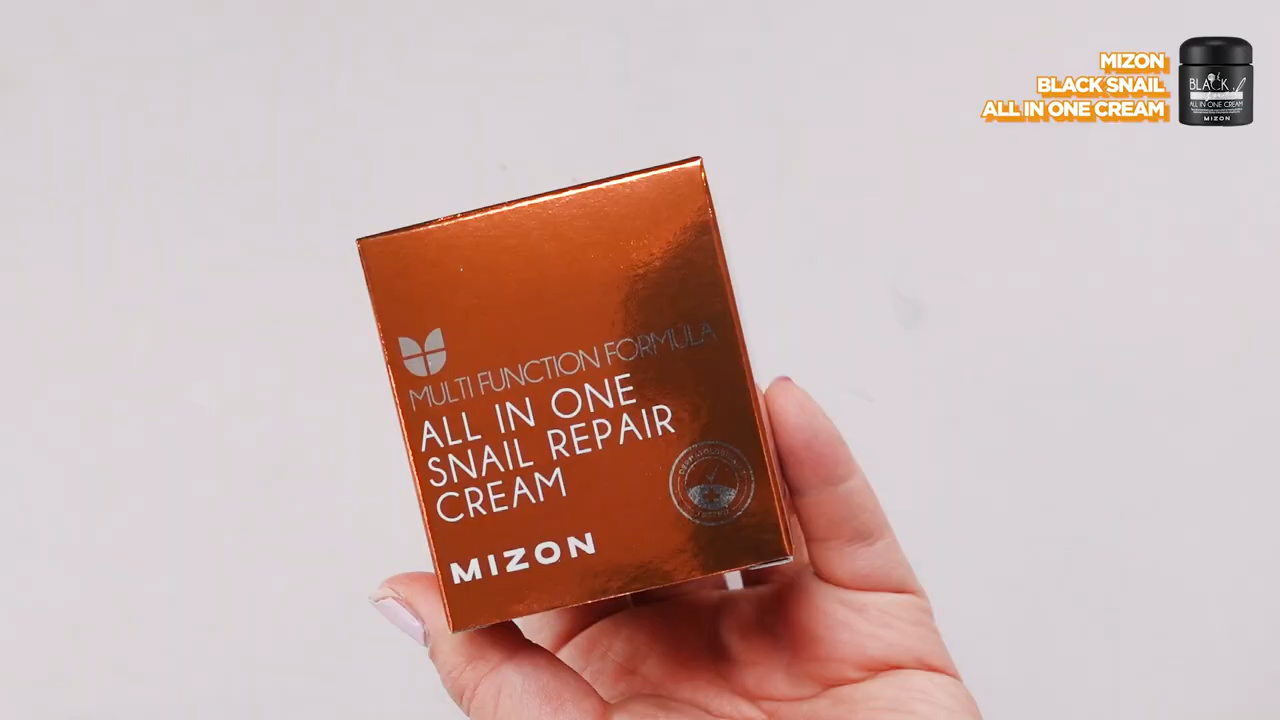 MIZON
BLACK SNAIL
ALL IN ONE CREAM
BLACK
ALL IN ONE CREAM
MIZON
MULTI FUNCTION FORMULA
ALL IN ONE
SNAIL REPAIR
CREAM
MIZON